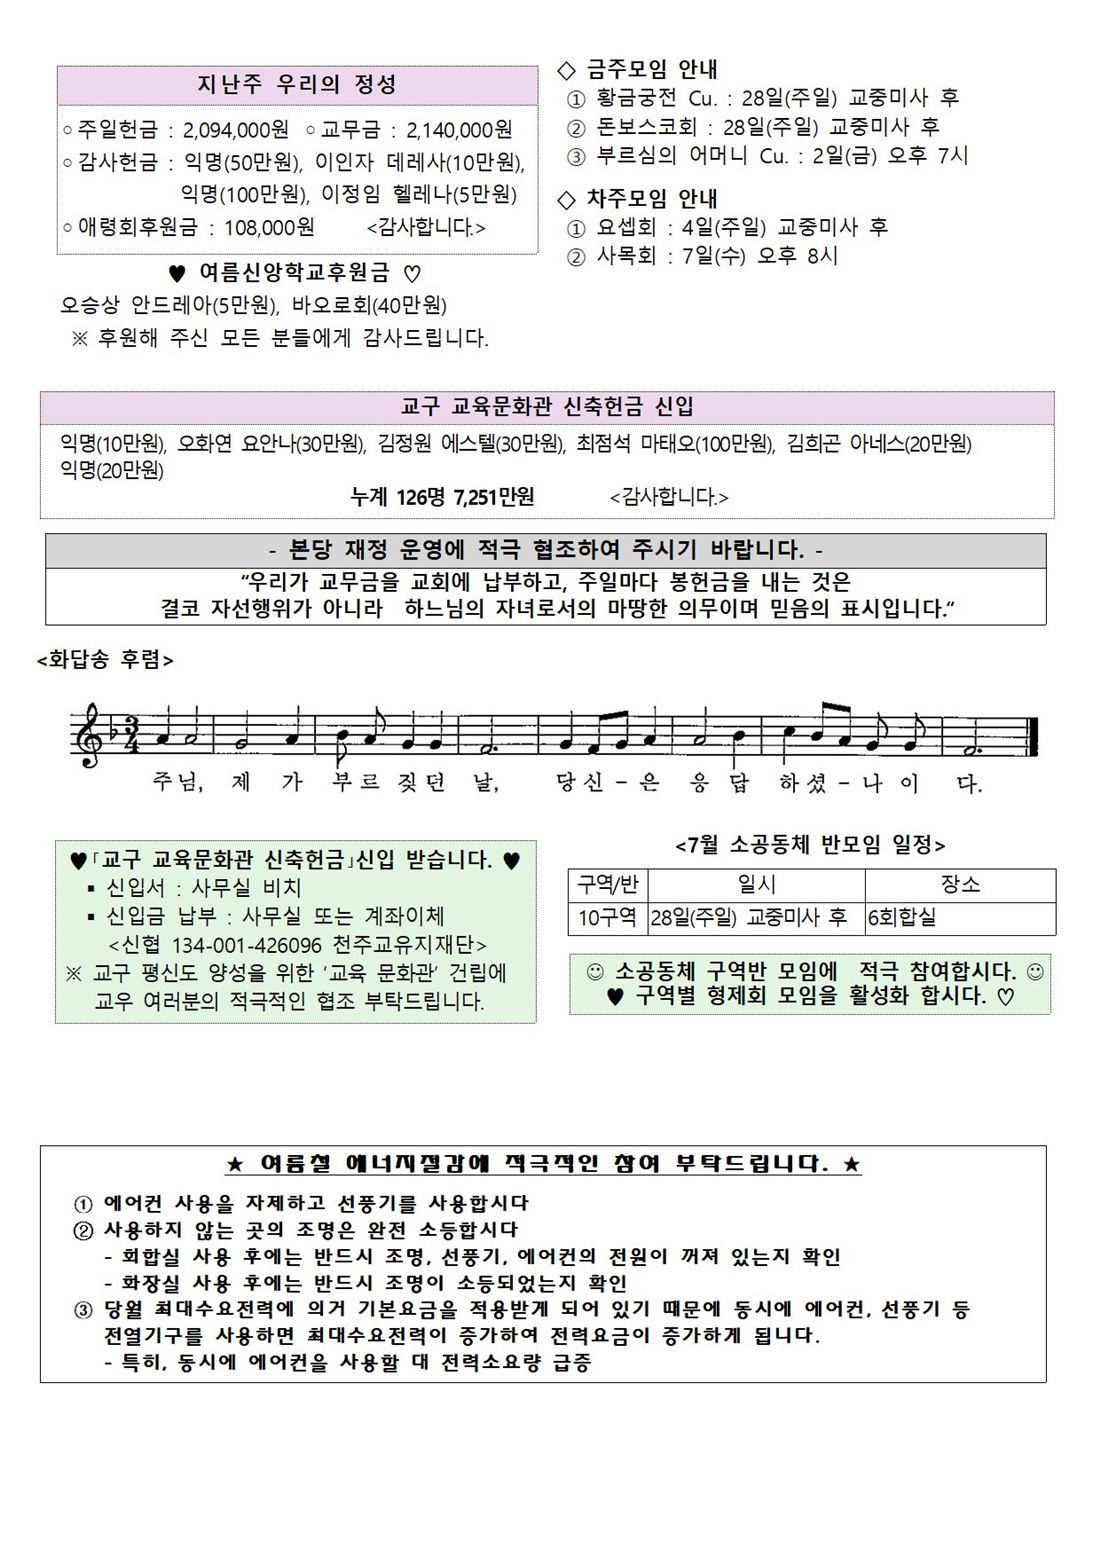 지난주 우리의 정성
○ 주일헌금 : 2,094,000원 ○ 교무금 : 2,140,000원
○ 감사헌금 : 익명(50만원), 이인자 데레사(10만원),
익명(100만원), 이정임 헬레나(5만원)
○ 애령회후원금 : 108,000원 <감사합니다.>
♥ 여름신앙학교후원금 ♡
오승상 안드레아(5만원), 바오로회(40만원)
※ 후원해 주신 모든 분들에게 감사드립니다.
◇ 금주모임 안내
① 황금궁전 Cu. : 28일(주일) 교중미사 후
② 돈보스코회 : 28일(주일) 교중미사 후
③ 부르심의 어머니 Cu. : 2일(금) 오후 7시
◇ 차주모임 안내
① 요셉회 : 4일(주일) 교중미사 후
② 사목회 : 7일(수) 오후 8시
교구 교육문화관 신축헌금 신입
익명(10만원), 오화연 요안나(30만원), 김정원 에스텔(30만원), 최점석 마태오(100만원), 김희곤 아네스(20만원)
익명(20만원)
누계 126명 7,251만원 <감사합니다.>
- 본당 재정 운영에 적극 협조하여 주시기 바랍니다. -
“우리가 교무금을 교회에 납부하고, 주일마다 봉헌금을 내는 것은
결코 자선행위가 아니라 하느님의 자녀로서의 마땅한 의무이며 믿음의 표시입니다.“
<화답송 후렴>
3
4
주님, 제 가 부르 짖던 날, 당신-은 응 답 하셨-나 이 다.
♥「교구 교육문화관 신축헌금」신입 받습니다. ♥
▪ 신입서 : 사무실 비치
▪ 신입금 납부 : 사무실 또는 계좌이체
<신협 134-001-426096 천주교유지재단>
※ 교구 평신도 양성을 위한 ‘교육 문화관’ 건립에
교우 여러분의 적극적인 협조 부탁드립니다.
<7월 소공동체 반모임 일정>
구역/반 일시 장소
10구역 28일(주일) 교중미사 후 6회합실
☺ 소공동체 구역반 모임에 적극 참여합시다. ☺
♥ 구역별 형제회 모임을 활성화 합시다. ♡
★ 여름철 에너지절감에 적극적인 참여 부탁드립니다. ★
① 에어컨 사용을 자제하고 선풍기를 사용합시다
② 사용하지 않는 곳의 조명은 완전 소등합시다
- 회합실 사용 후에는 반드시 조명, 선풍기, 에어컨의 전원이 꺼져 있는지 확인
- 화장실 사용 후에는 반드시 조명이 소등되었는지 확인
③ 당월 최대수요전력에 의거 기본요금을 적용받게 되어 있기 때문에 동시에 에어컨, 선풍기 등
전열기구를 사용하면 최대수요전력이 증가하여 전력요금이 증가하게 됩니다.
- 특히, 동시에 에어컨을 사용할 대 전력소요량 급증